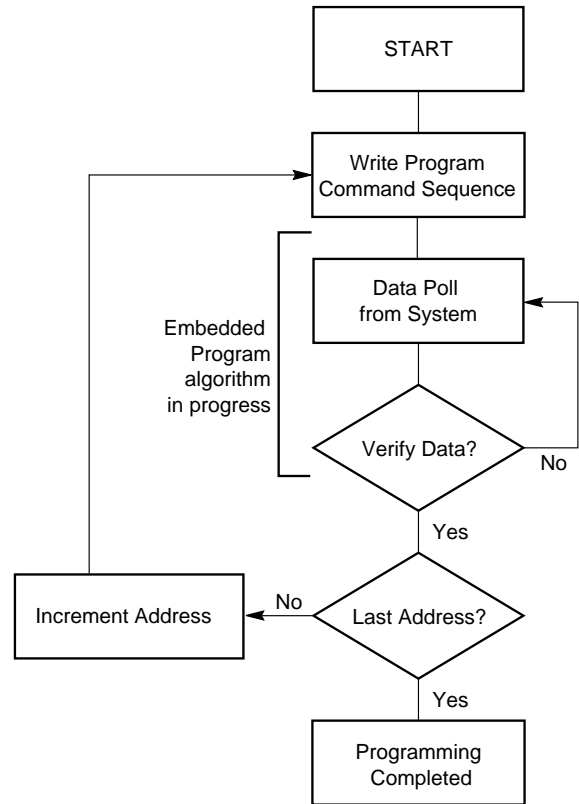 START
Write Program
Command Sequence
Data Poll
from System
Embedded
Program
algorithm
in progress
Verify Data?
No
Yes
Increment Address
No
Last Address?
Yes
Programming
Completed